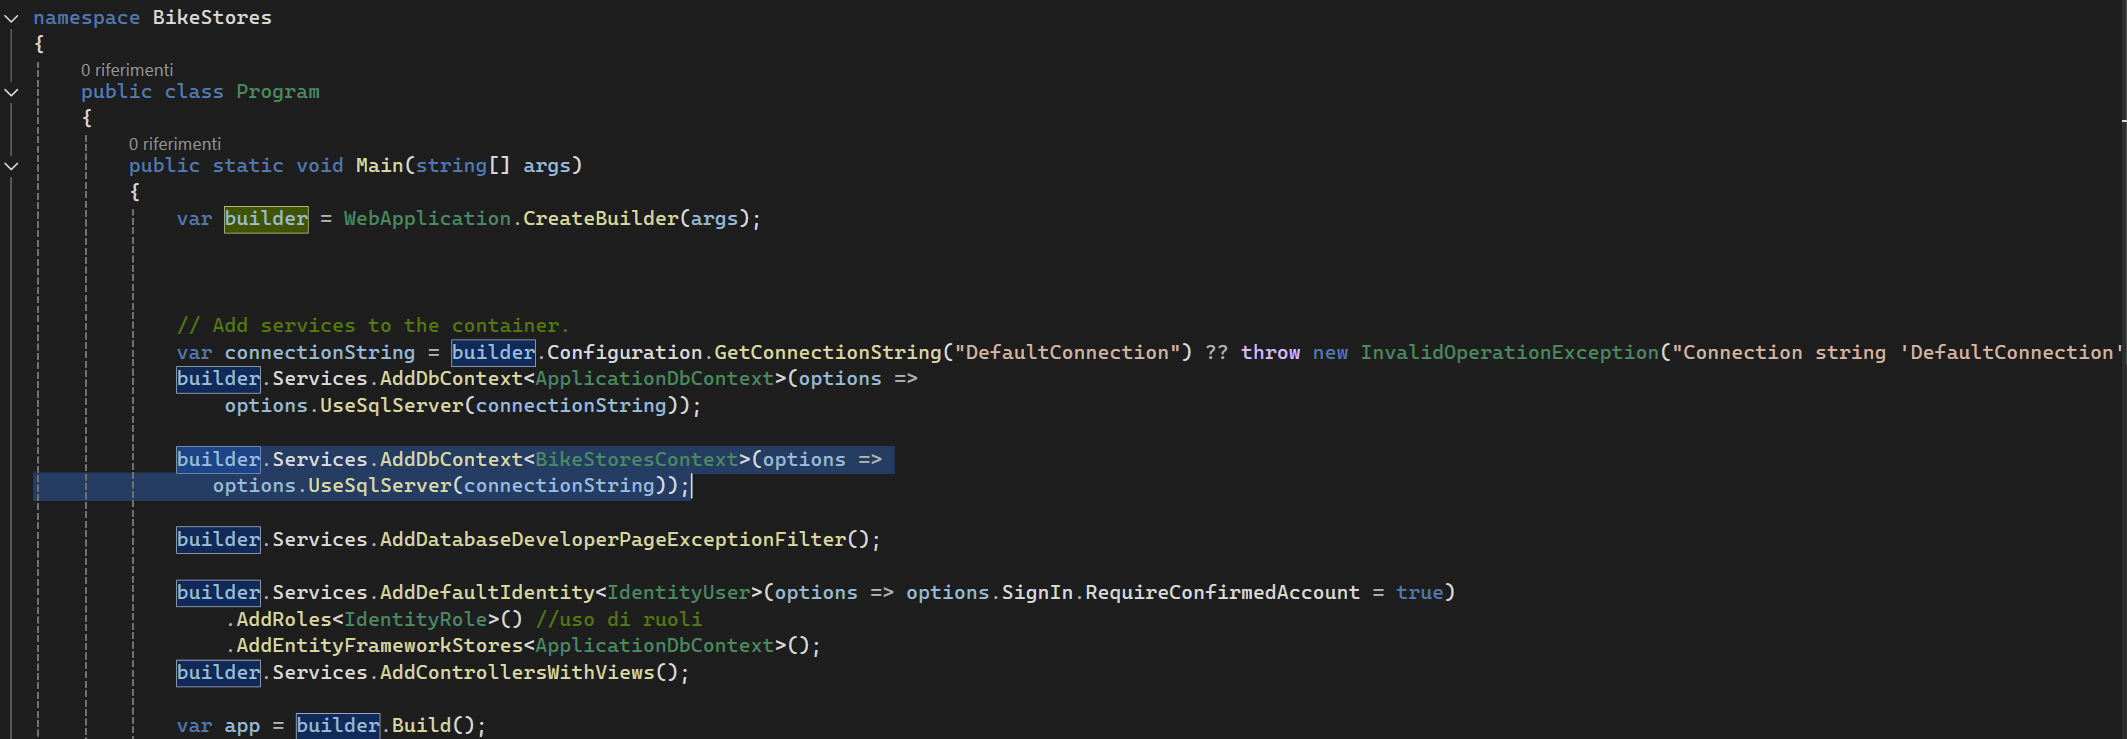 namespace BikeStores
{
0 riferimenti
public class Program
{
0 riferimenti
public static void Main(string[] args)
{
var builder = WebApplication.CreateBuilder(args);
// Add services to the container.
var connectionString = builder.Configuration.GetConnectionString("DefaultConnection") ?? throw new InvalidOperationException("Connection string 'DefaultConnection'
builder.Services.AddDbContext<ApplicationDbContext>(options =>
options.UseSqlServer(connectionString));
builder.Services.AddDbContext<BikeStoresContext>(options =>
options.UseSqlServer(connectionString));
builder.Services.AddDatabaseDeveloperPageExceptionFilter();
builder.Services.AddDefaultIdentity<IdentityUser>(options => options.SignIn.RequireConfirmedAccount = true)
.AddRoles<IdentityRole>() //uso di ruoli
.AddEntityFrameworkStores<ApplicationDbContext>();
builder.Services.AddControllersWithViews();
var app = builder.Build();